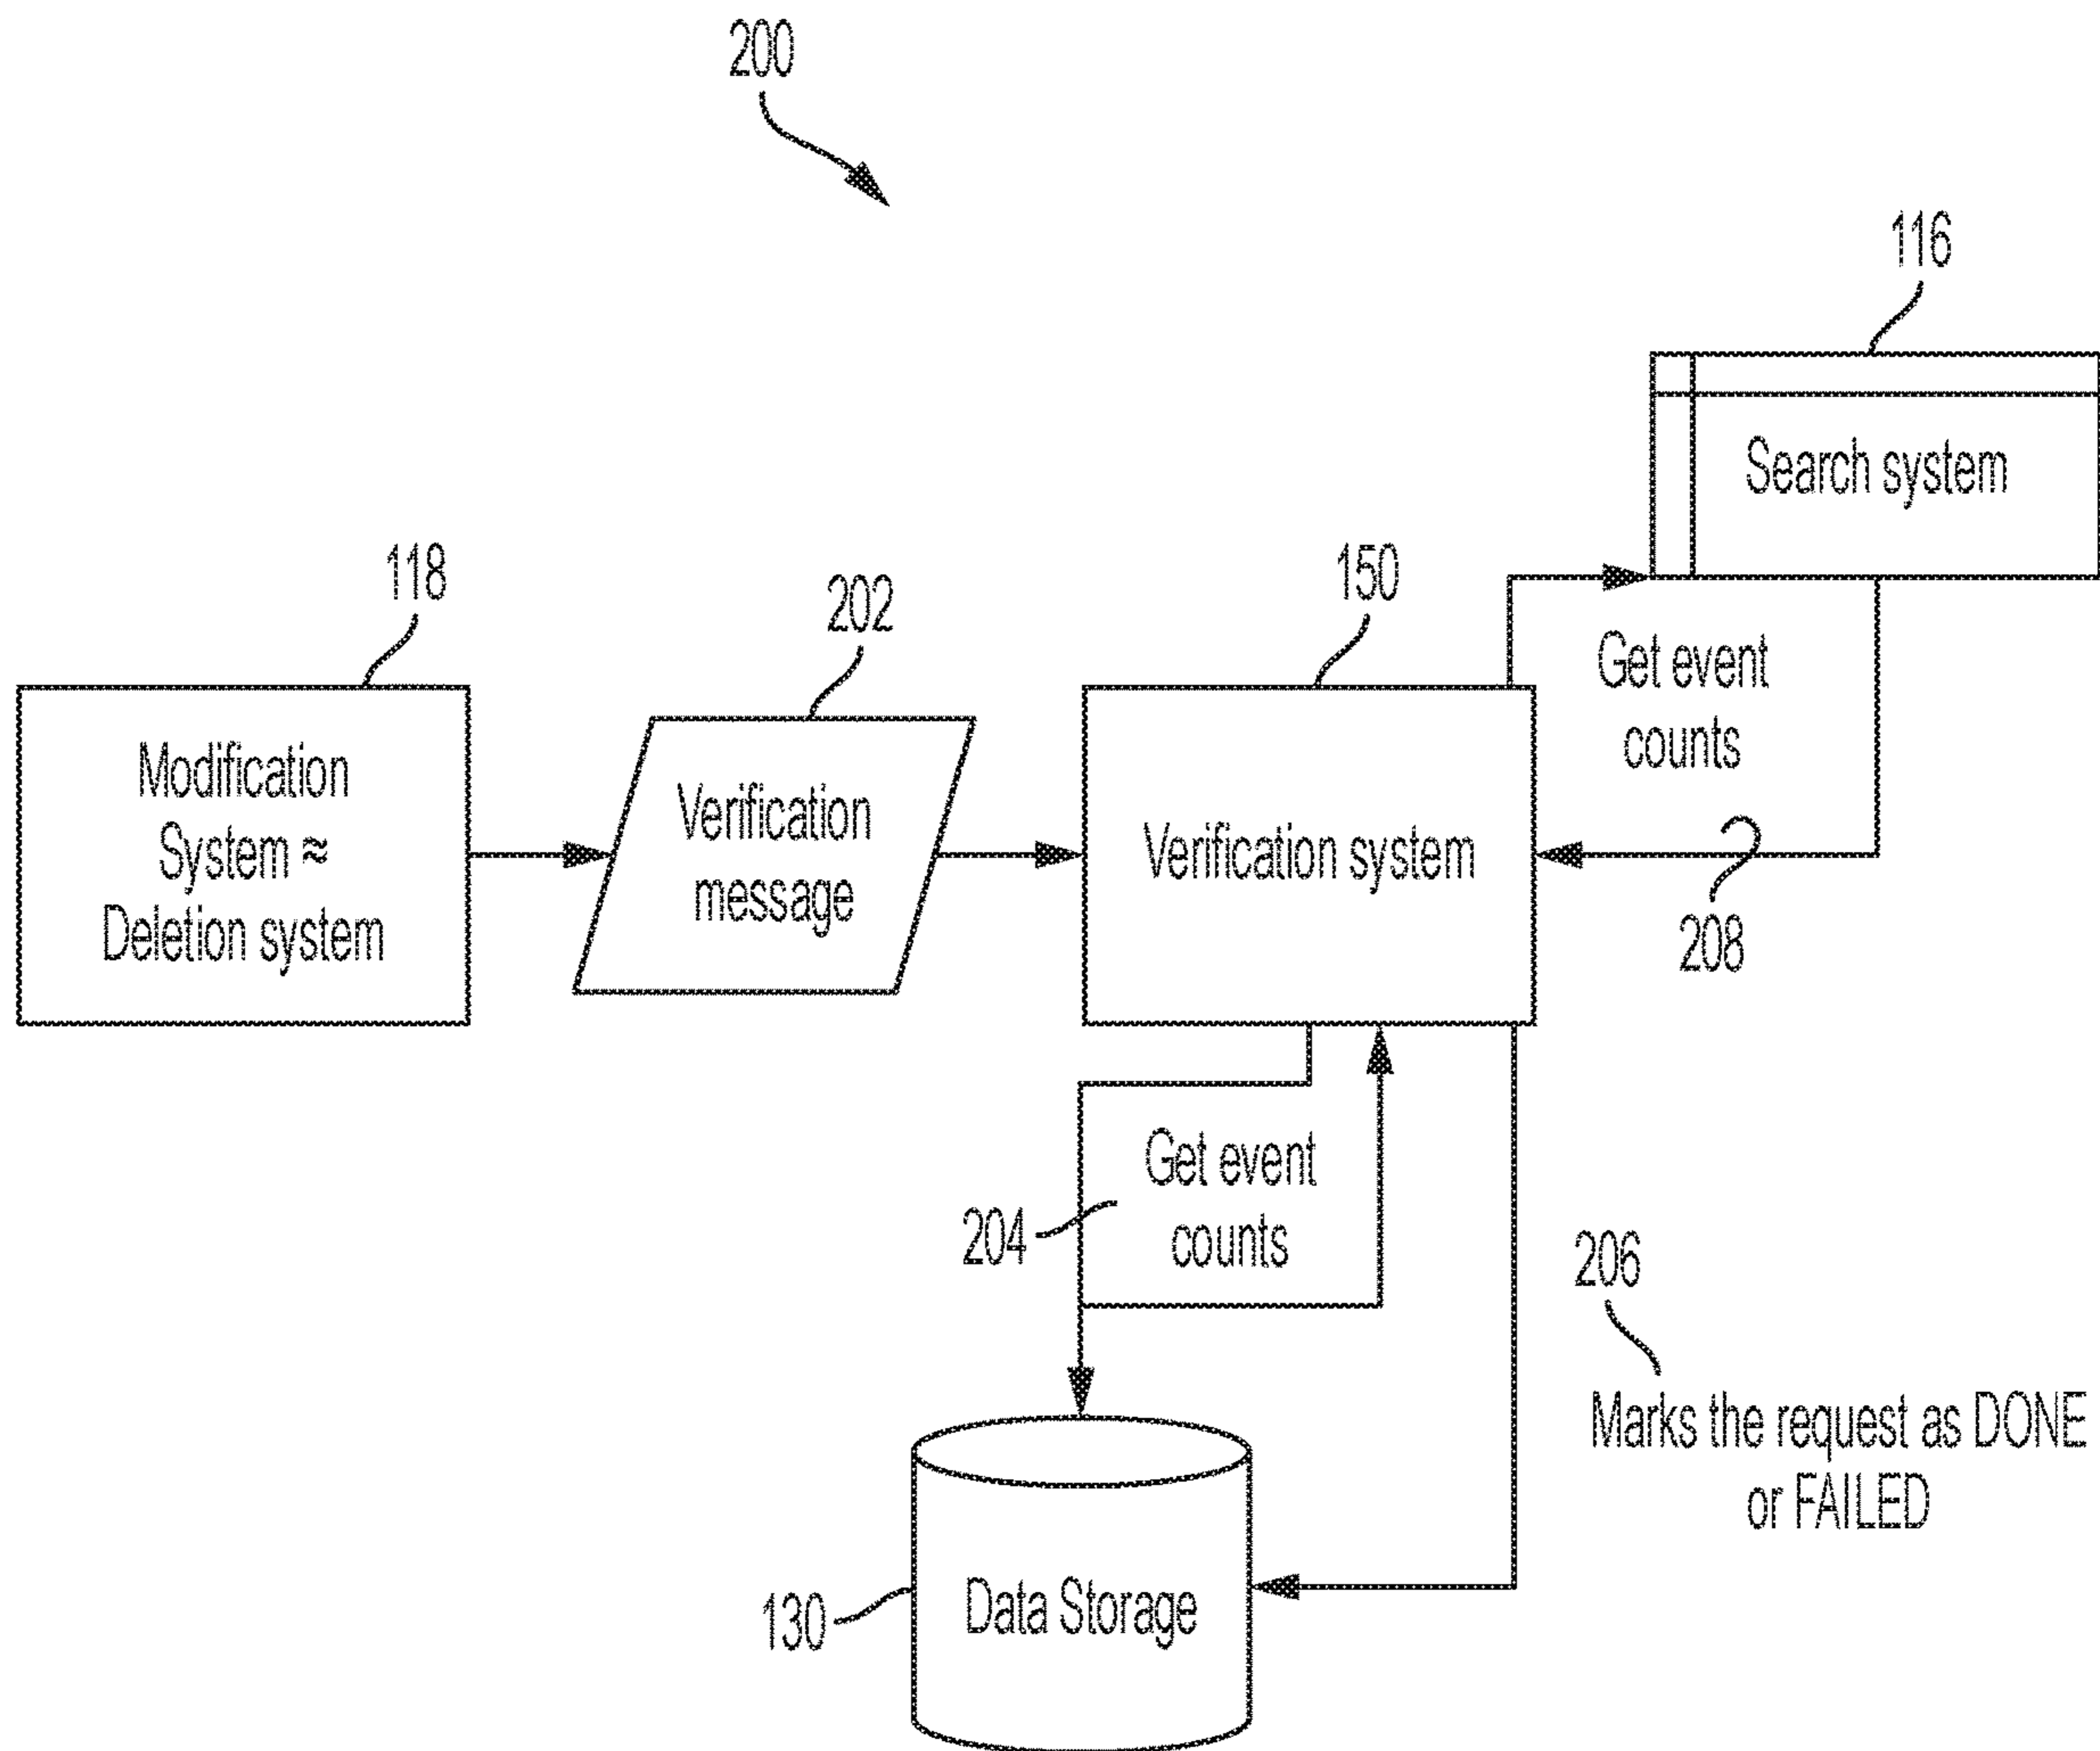 200
116
Search system
118
202
150
Get event
counts
Modification
System ≈
Deletion system
Verification
message
Verification system
208
Get event
counts
204
206
Marks the request as DONE
or FAILED
130
Data Storage